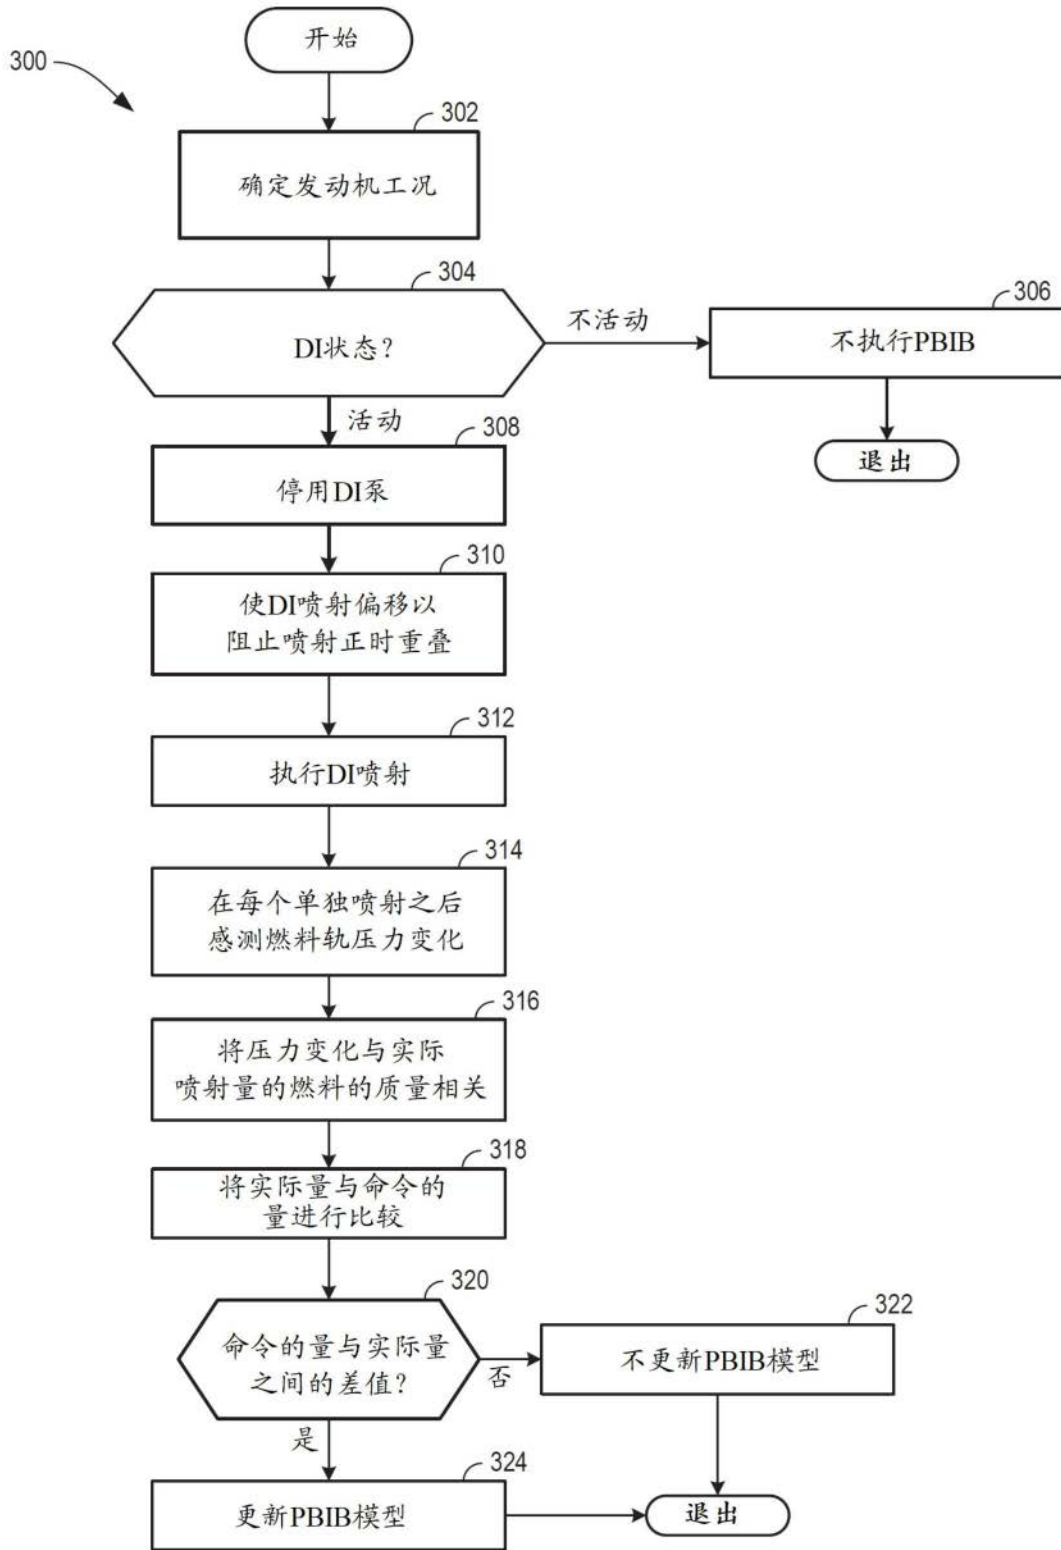 开始
300
302
确定发动机工况
304
DI状态?
不活动
306
不执行PBIB
退出
活动
308
停用DI泵
310
使DI喷射偏移以
阻止喷射正时重叠
312
执行DI喷射
314
在每个单独喷射之后
感测燃料轨压力变化
316
将压力变化与实际
喷射量的燃料的质量相关
318
将实际量与命令的
量进行比较
320
命令的量与实际量
之间的差值?
否
322
不更新PBIB模型
是
324
更新PBIB模型
退出